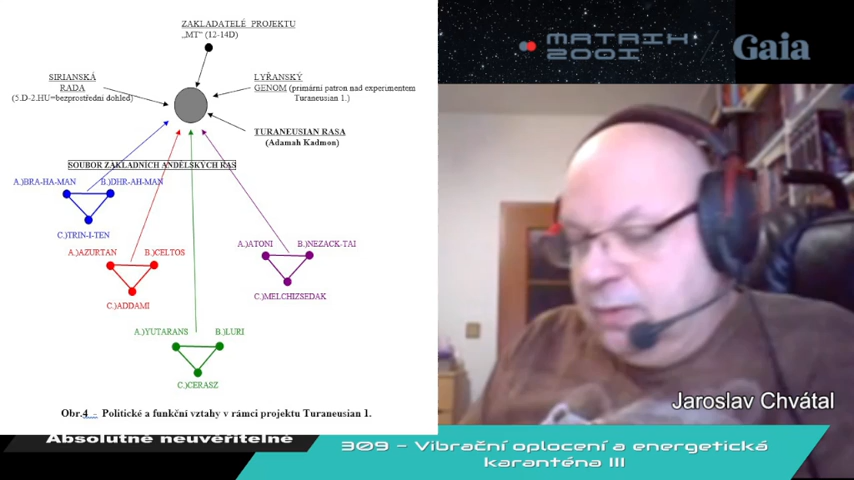 ZAKLADATELÉ PROJEKTU
„MT" (12-14D)
SIRIANSKÁ
RADA
(5.D-2.HU=bezprostřední dohled)
LYŘANSKÝ
GENOM (primární patron nad experimentem
Turaneusian 1.)
TURANEUSIAN RASA
(Adamah Kadmon)
SOUBOR ZÁKLADNÍCH ANDĚLSKÝCH RAS
A.)BRA-HA-MAN
B.)DHR-AH-MAN
C.)TRIN-I-TEN
A.)AZURTAN
B.)CELTOS
C.)ADDAMI
A.)ATONI
B.)NEZACK-TAI
C.)MELCHIZSEDAK
A.)YUTARANS
B.)LURI
C.)CERASZ
Obr.4 – Politické a funkční vztahy v rámci projektu Turaneusian 1.
MATRIX
2001
Gaia
Jaroslav Chvátal
Absolutně neuvěřitelné
309 – Vibrační oplocení a energetická
karanténa III